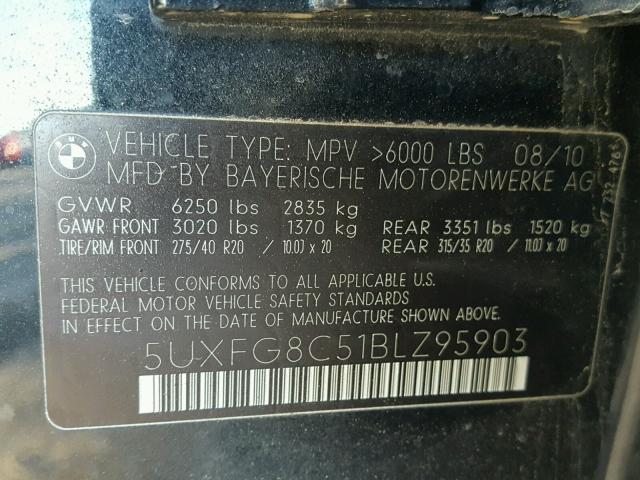 BMW
VEHICLE TYPE: MPV >6000 LBS 08/10
MFD BY BAYERISCHE MOTORENWERKE AG
GVWR 6250 lbs 2835 kg
GAWR FRONT 3020 lbs 1370 kg REAR 3351 lbs 1520 kg
TIRE/RIM FRONT 275/40 R20 / 10.0J x 20 REAR 315/35 R20 / 11.0J x 20
THIS VEHICLE CONFORMS TO ALL APPLICABLE U.S.
FEDERAL MOTOR VEHICLE SAFETY STANDARDS
IN EFFECT ON THE DATE OF MANUFACTURE SHOWN ABOVE.
5UXFG8C51BLZ95903